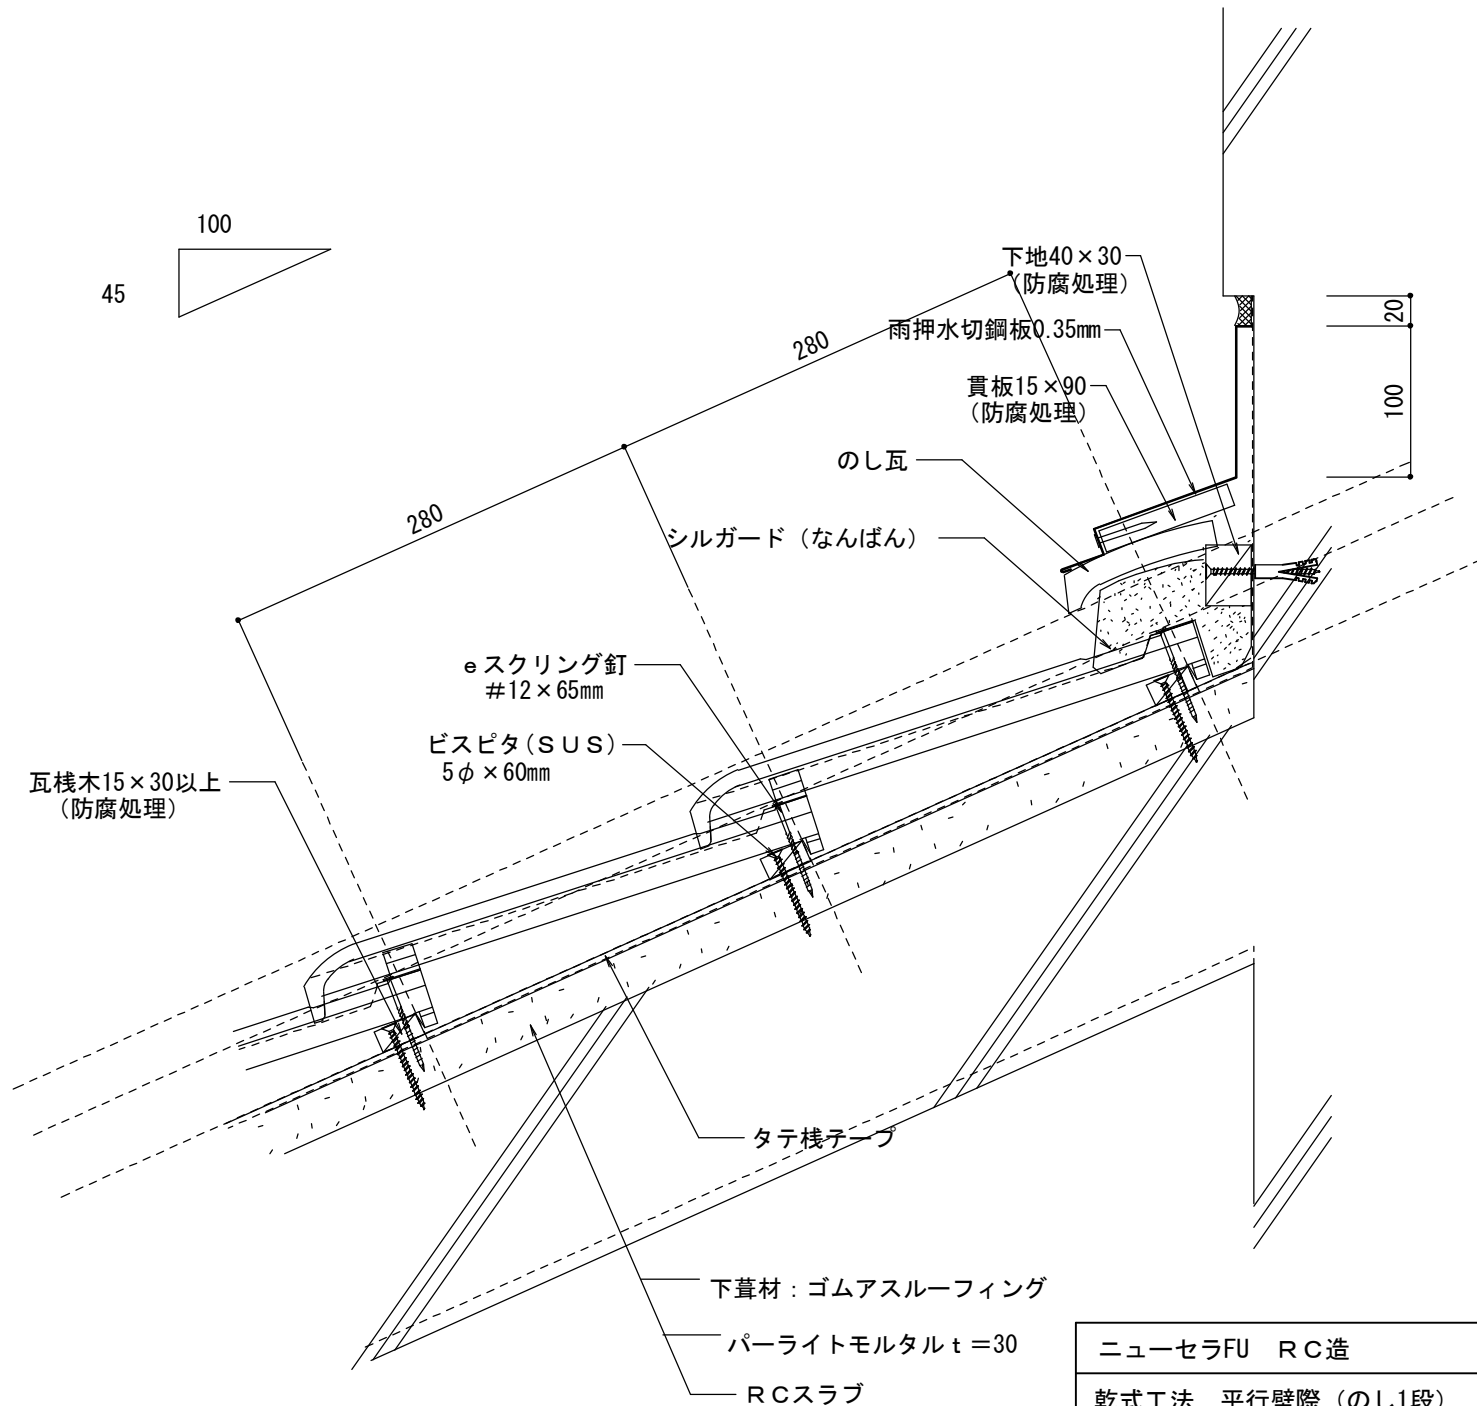 100
45
下地40×30
(防腐処理)
雨押水切鋼板0.35mm
貫板15×90
(防腐処理)
のし瓦
シルガード（なんばん）
280
280
20
100
eスクリング釘
#12×65mm
ビスピタ(SUS)
5φ×60mm
瓦桟木15×30以上
(防腐処理)
タテ桟テープ
下葺材：ゴムアスルーフィング
パーライトモルタルt=30
RCスラブ
ニューセラFU　RC造
乾式工法　平行壁際（のし1段）